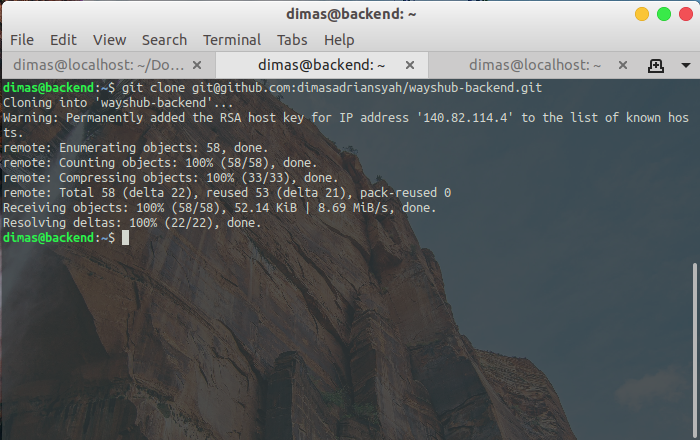 dimas@backend: ~
File Edit View Search Terminal Tabs Help
dimas@localhost: ~/Do... × dimas@backend: ~ × dimas@localhost: ~ ×
dimas@backend:~$ git clone git@github.com:dimasadriansyah/wayshub-backend.git
Cloning into 'wayshub-backend'...
Warning: Permanently added the RSA host key for IP address '140.82.114.4' to the list of known hos
ts.
remote: Enumerating objects: 58, done.
remote: Counting objects: 100% (58/58), done.
remote: Compressing objects: 100% (33/33), done.
remote: Total 58 (delta 22), reused 53 (delta 21), pack-reused 0
Receiving objects: 100% (58/58), 52.14 KiB | 8.69 MiB/s, done.
Resolving deltas: 100% (22/22), done.
dimas@backend:~$